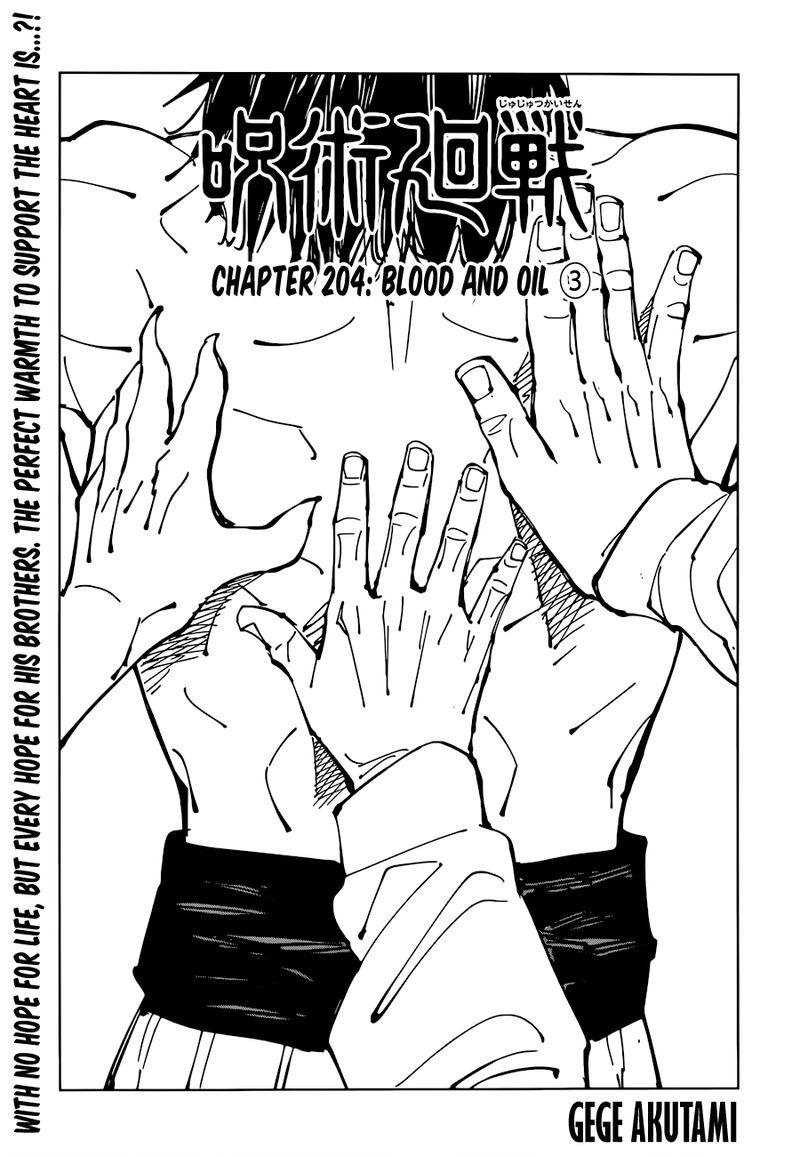 WITH NO HOPE FOR LIFE, BUT EVERY HOPE FOR HIS BROTHERS. THE PERFECT WARMTH TO SUPPORT THE HEART IS...?!
じゅじゅつかいせん
呪術廻戦
CHAPTER 204: BLOOD AND OIL ③
GEGE AKUTAMI